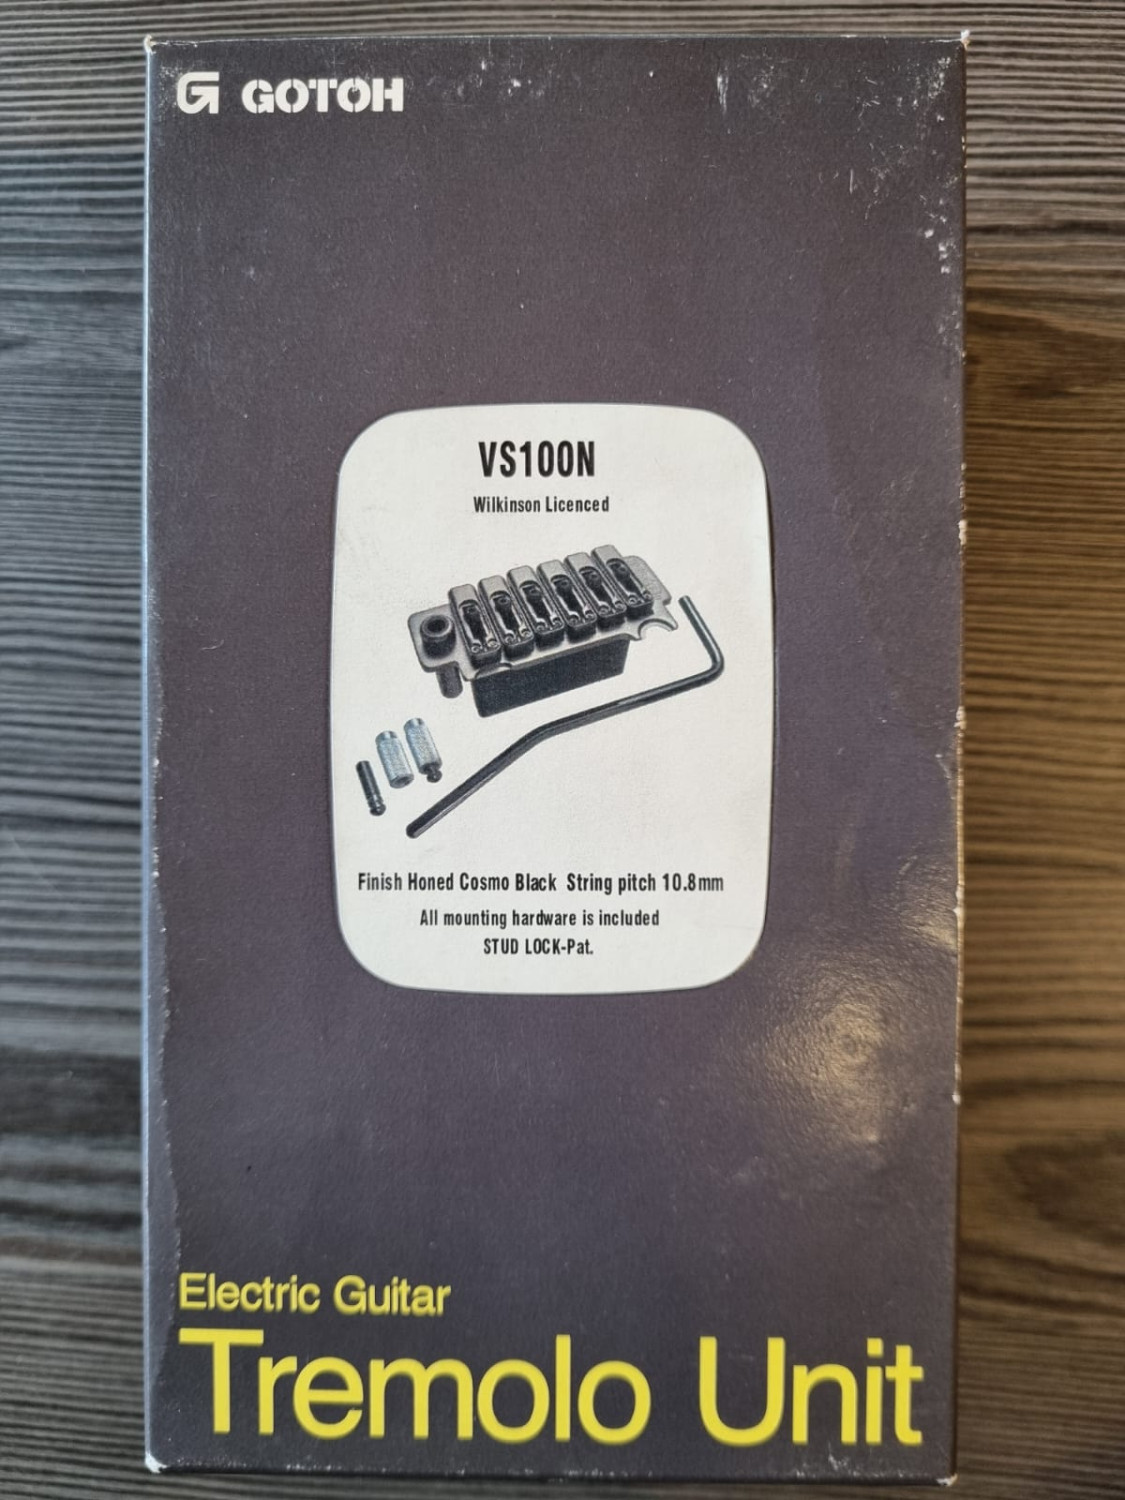 GOTOH
VS100N
Wilkinson Licenced
Finish Honed Cosmo Black String pitch 10.8mm
All mounting hardware is included
STUD LOCK-Pat.
Electric Guitar
Tremolo Unit